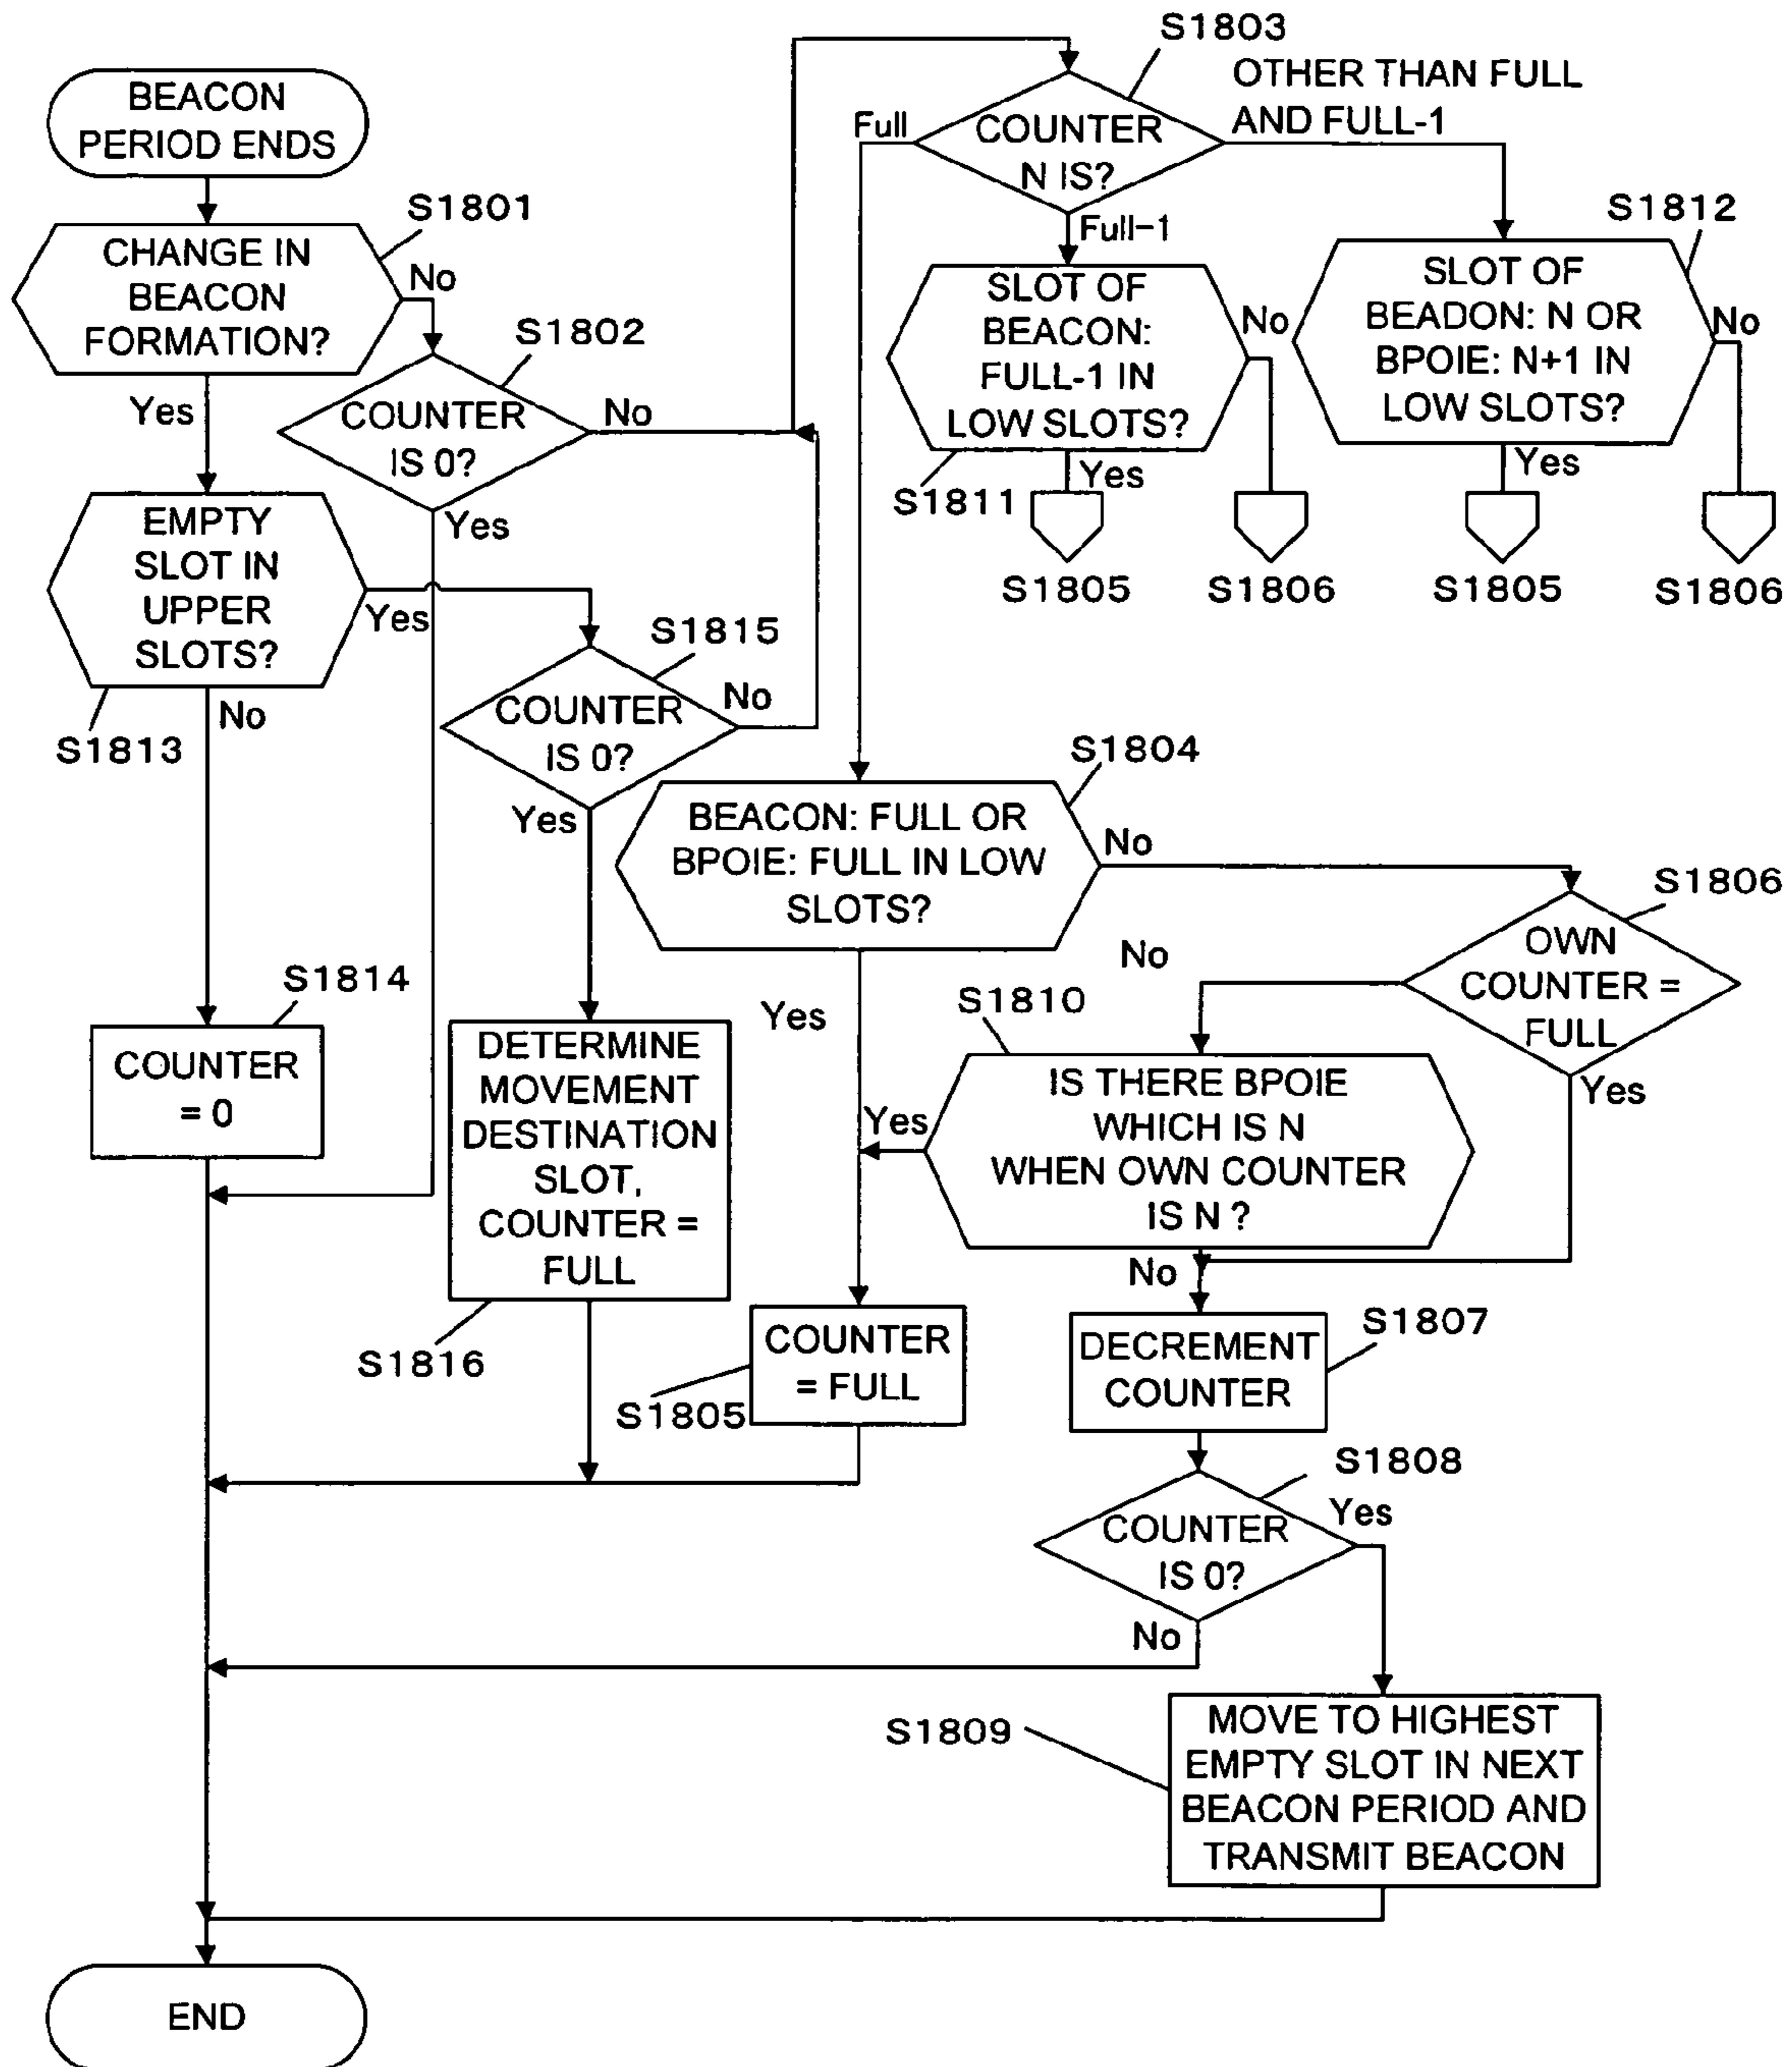 BEACON
PERIOD ENDS
S1801
CHANGE IN
BEACON
FORMATION?
No
Yes
S1802
COUNTER
IS 0?
No
Yes
S1803
COUNTER
N IS?
Full
Full-1
OTHER THAN FULL
AND FULL-1
SLOT OF
BEACON:
FULL-1 IN
LOW SLOTS?
No
S1811
Yes
S1805
S1806
S1812
SLOT OF
BEADON: N OR
BPOIE: N+1 IN
LOW SLOTS?
No
Yes
S1805
S1806
EMPTY
SLOT IN
UPPER
SLOTS?
Yes
No
S1813
S1815
COUNTER
IS 0?
No
Yes
S1804
BEACON: FULL OR
BPOIE: FULL IN LOW
SLOTS?
No
Yes
S1806
OWN
COUNTER =
FULL
No
Yes
S1814
COUNTER
= 0
DETERMINE
MOVEMENT
DESTINATION
SLOT,
COUNTER =
FULL
S1816
S1810
IS THERE BPOIE
WHICH IS N
WHEN OWN COUNTER
IS N ?
Yes
No
COUNTER
= FULL
S1805
DECREMENT
COUNTER
S1807
S1808
COUNTER
IS 0?
Yes
No
S1809
MOVE TO HIGHEST
EMPTY SLOT IN NEXT
BEACON PERIOD AND
TRANSMIT BEACON
END